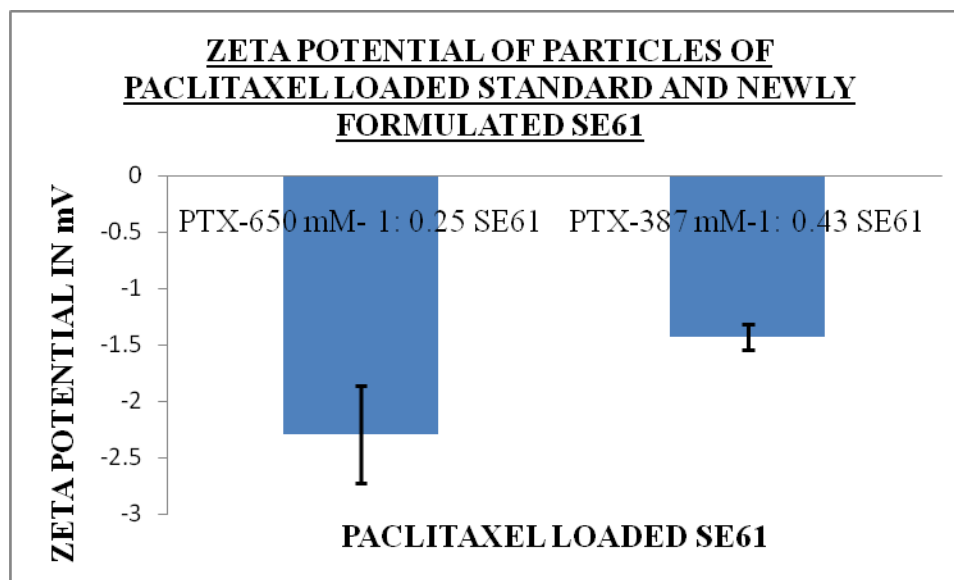 ZETA POTENTIAL OF PARTICLES OF
PACLITAXEL LOADED STANDARD AND NEWLY
FORMULATED SE61
ZETA POTENTIAL IN mV
0
-0.5
-1
-1.5
-2
-2.5
-3
PTX-650 mM- 1: 0.25 SE61
PTX-387 mM-1: 0.43 SE61
PACLITAXEL LOADED SE61